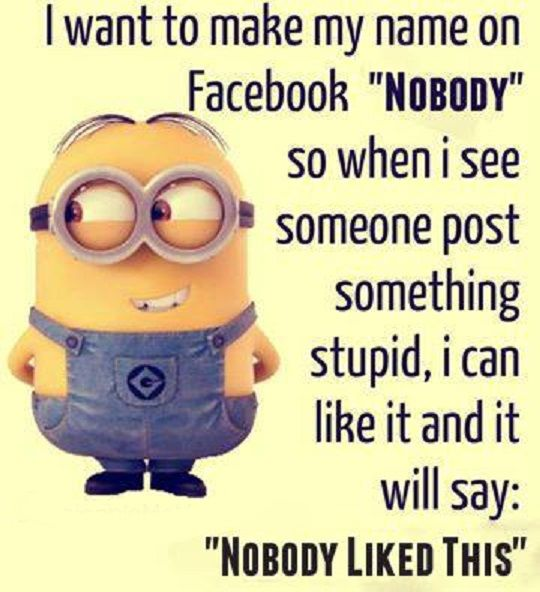 I want to make my name on
Facebook "NOBODY"
so when i see
someone post
something
stupid, i can
like it and it
will say:
"NOBODY LIKED THIS"